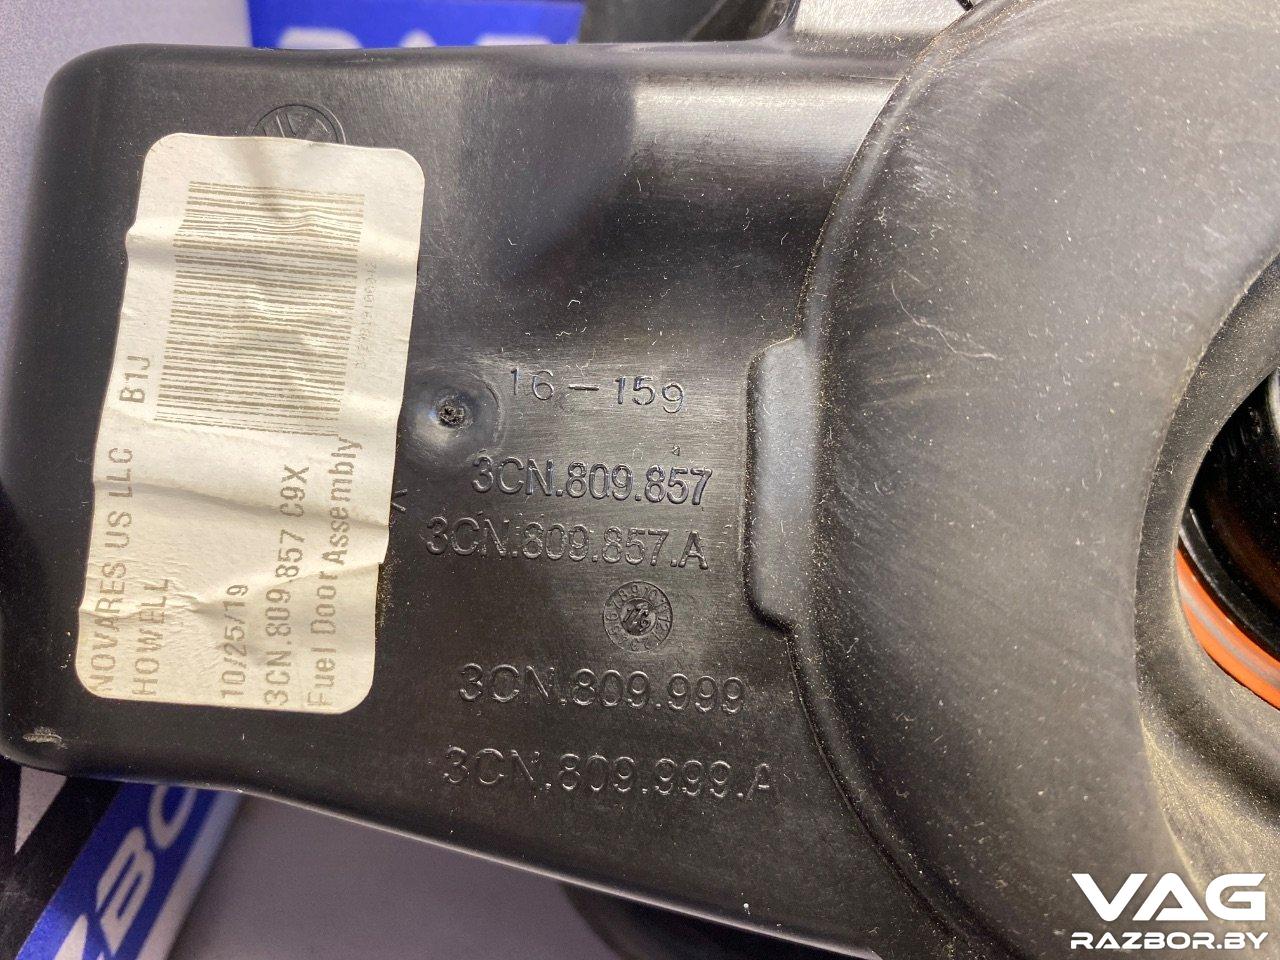 NOVARES US LLC B1J
HOWELL
10/25/19
3CN.809.857 C9X
Fuel Door Assembly
16-159
3CN.809.857
3CN.809.857.A
3CN.809.999
3CN.809.999.A
VAG
RAZBOR.BY